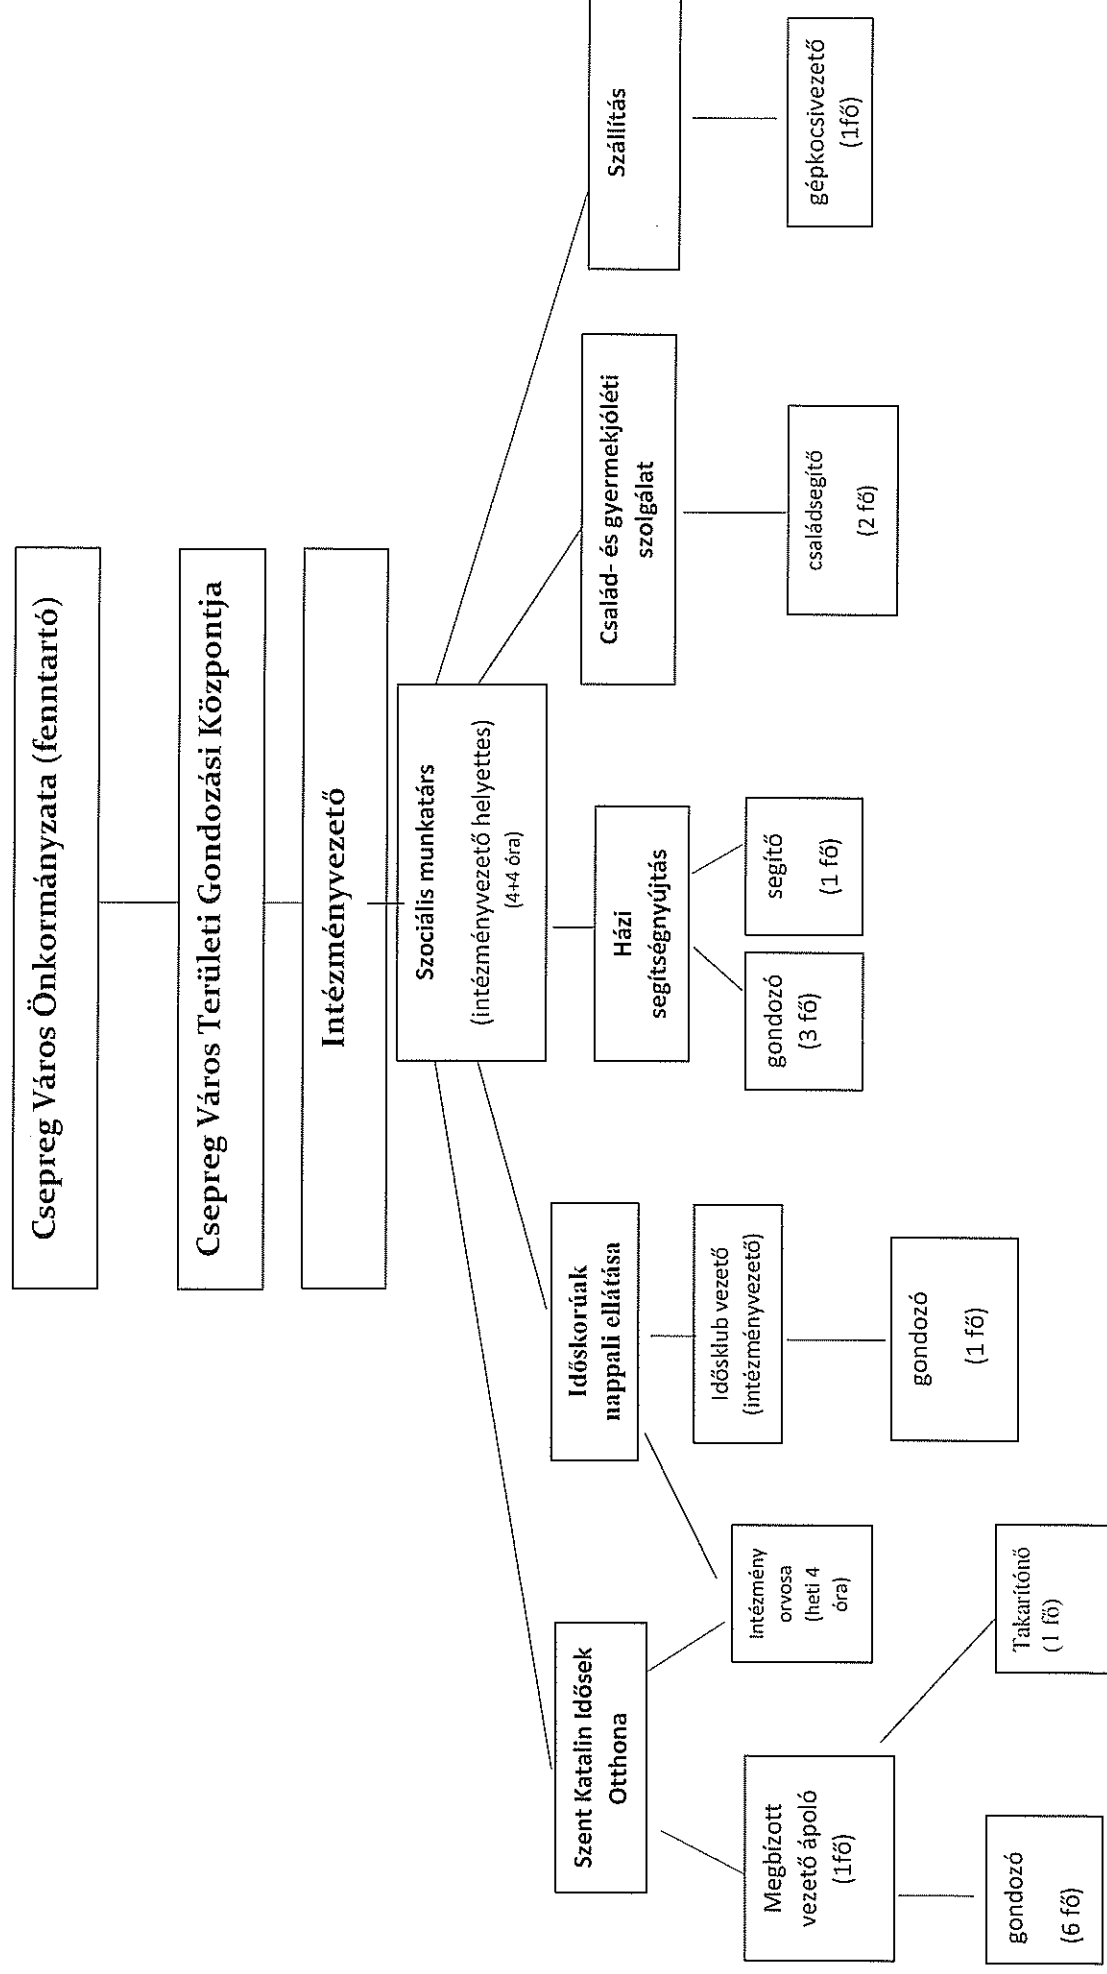 Csepreg Város Önkormányzata (fenntartó)
Csepreg Város Területi Gondozási Központja
Intézményvezető
Szociális munkatárs
(intézményvezető helyettes)
(4+4 óra)
Szent Katalin Idősek
Otthona
Időskorúak
nappali ellátása
Házi
segítségnyújtás
Család- és gyermekjóléti
szolgálat
Szállítás
Megbízott
vezető ápoló
(1fő)
Intézmény
orvosa
(heti 4
óra)
Idősklub vezető
(intézményvezető)
gondozó
(3 fő)
segítő
(1 fő)
családsegítő
(2 fő)
gépkocsivezető
(1fő)
gondozó
(6 fő)
Takarítónő
(1 fő)
gondozó
(1 fő)